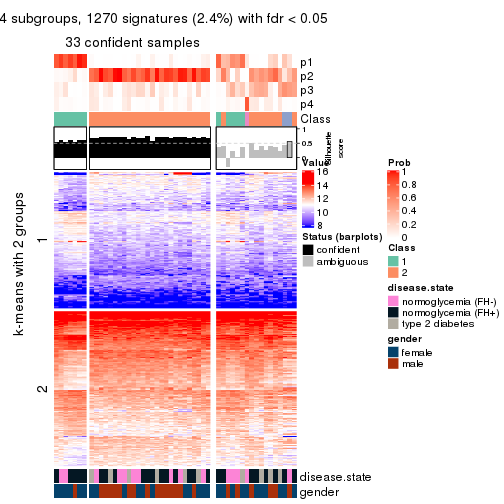 4 subgroups, 1270 signatures (2.4%) with fdr < 0.05
33 confident samples
p1
p2
p3
p4
Class
1
0.5
0
Silhouette
score
k-means with 2 groups
1
2
Value
16
14
12
10
8
Status (barplots)
confident
ambiguous
Prob
1
0.8
0.6
0.4
0.2
0
Class
1
2
disease.state
normoglycemia (FH-)
normoglycemia (FH+)
type 2 diabetes
gender
female
male
disease.state
gender